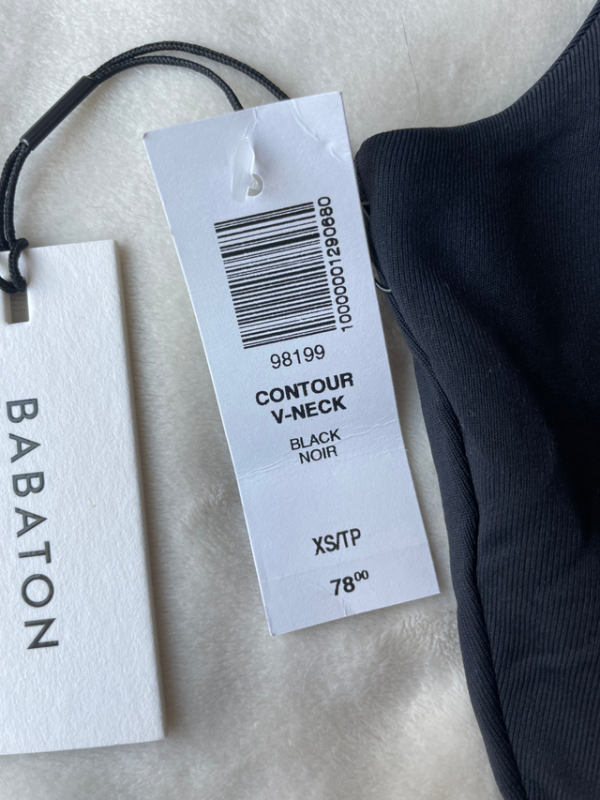 BABATON
1000001290680
98199
CONTOUR
V-NECK
BLACK
NOIR
XS/TP
78⁰⁰